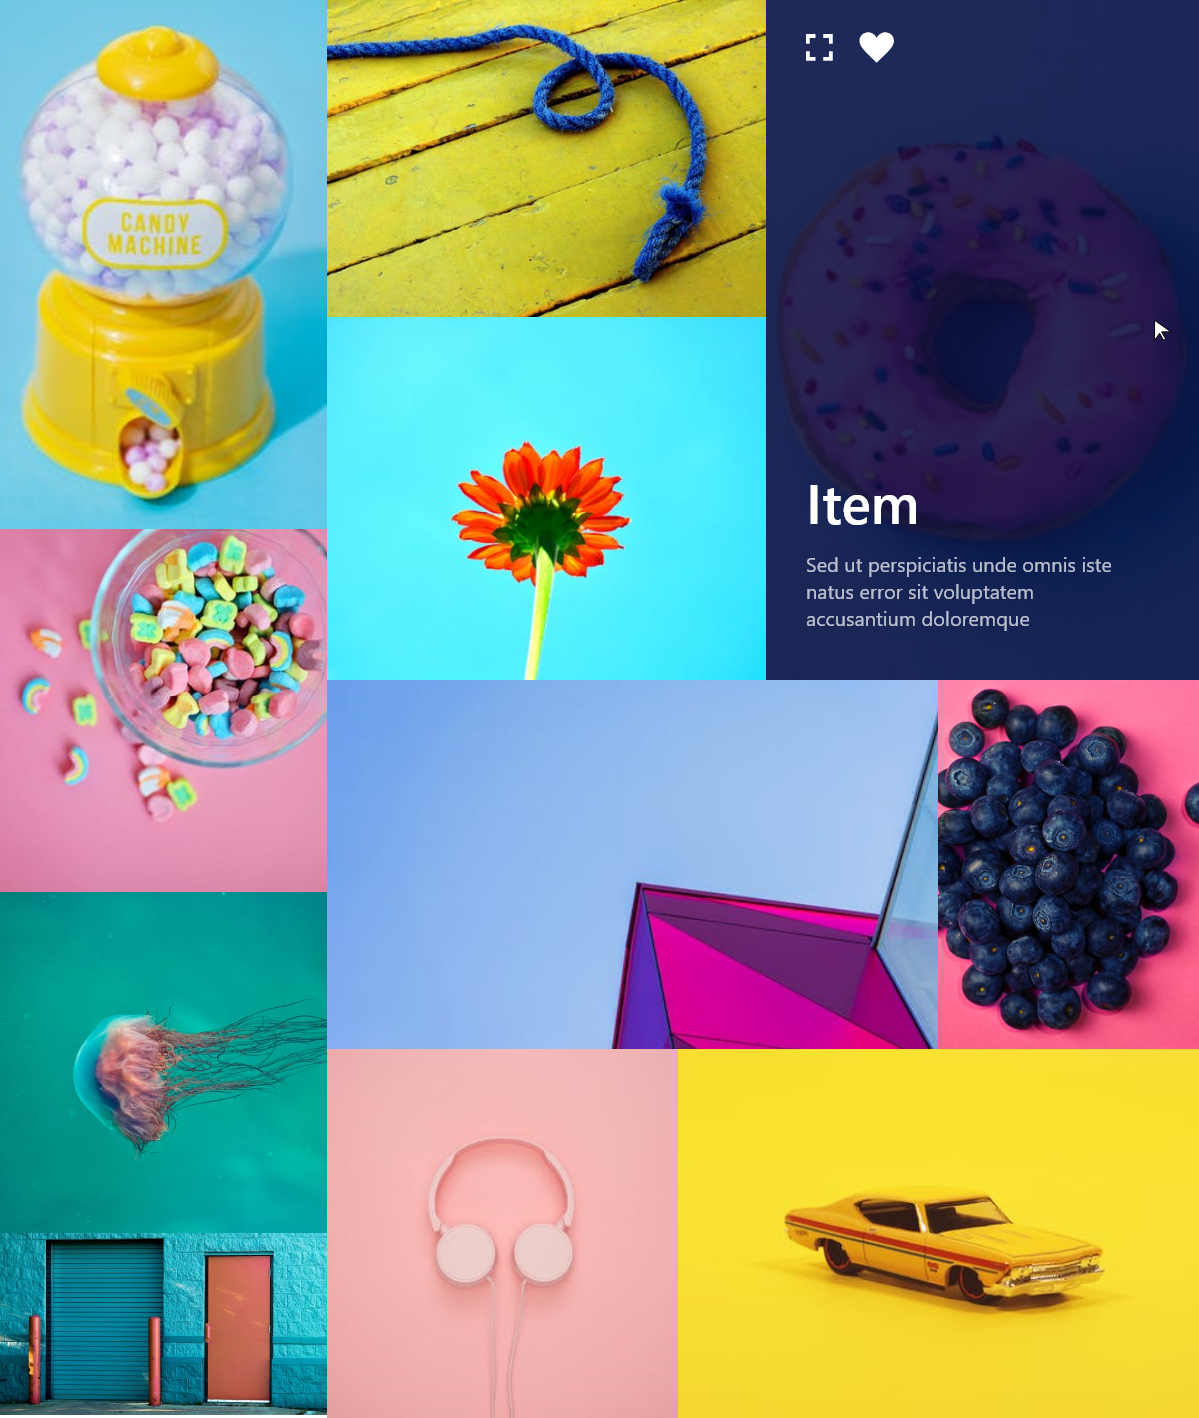 CANDY
MACHINE
Item
Sed ut perspiciatis unde omnis iste
natus error sit voluptatem
accusantium doloremque